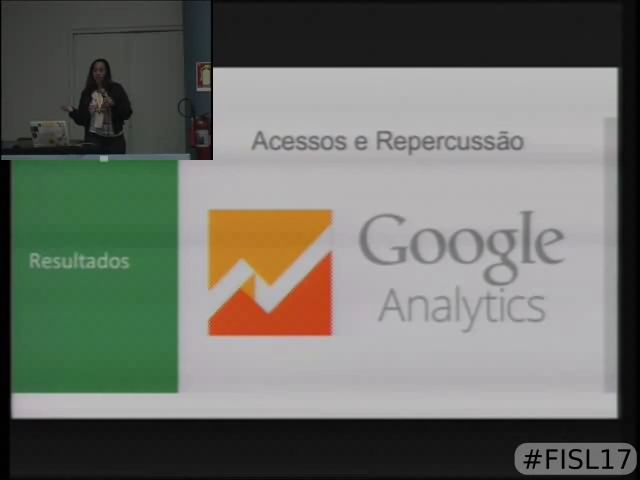 Acessos e Repercussão
Resultados
Google
Analytics
#FISL17